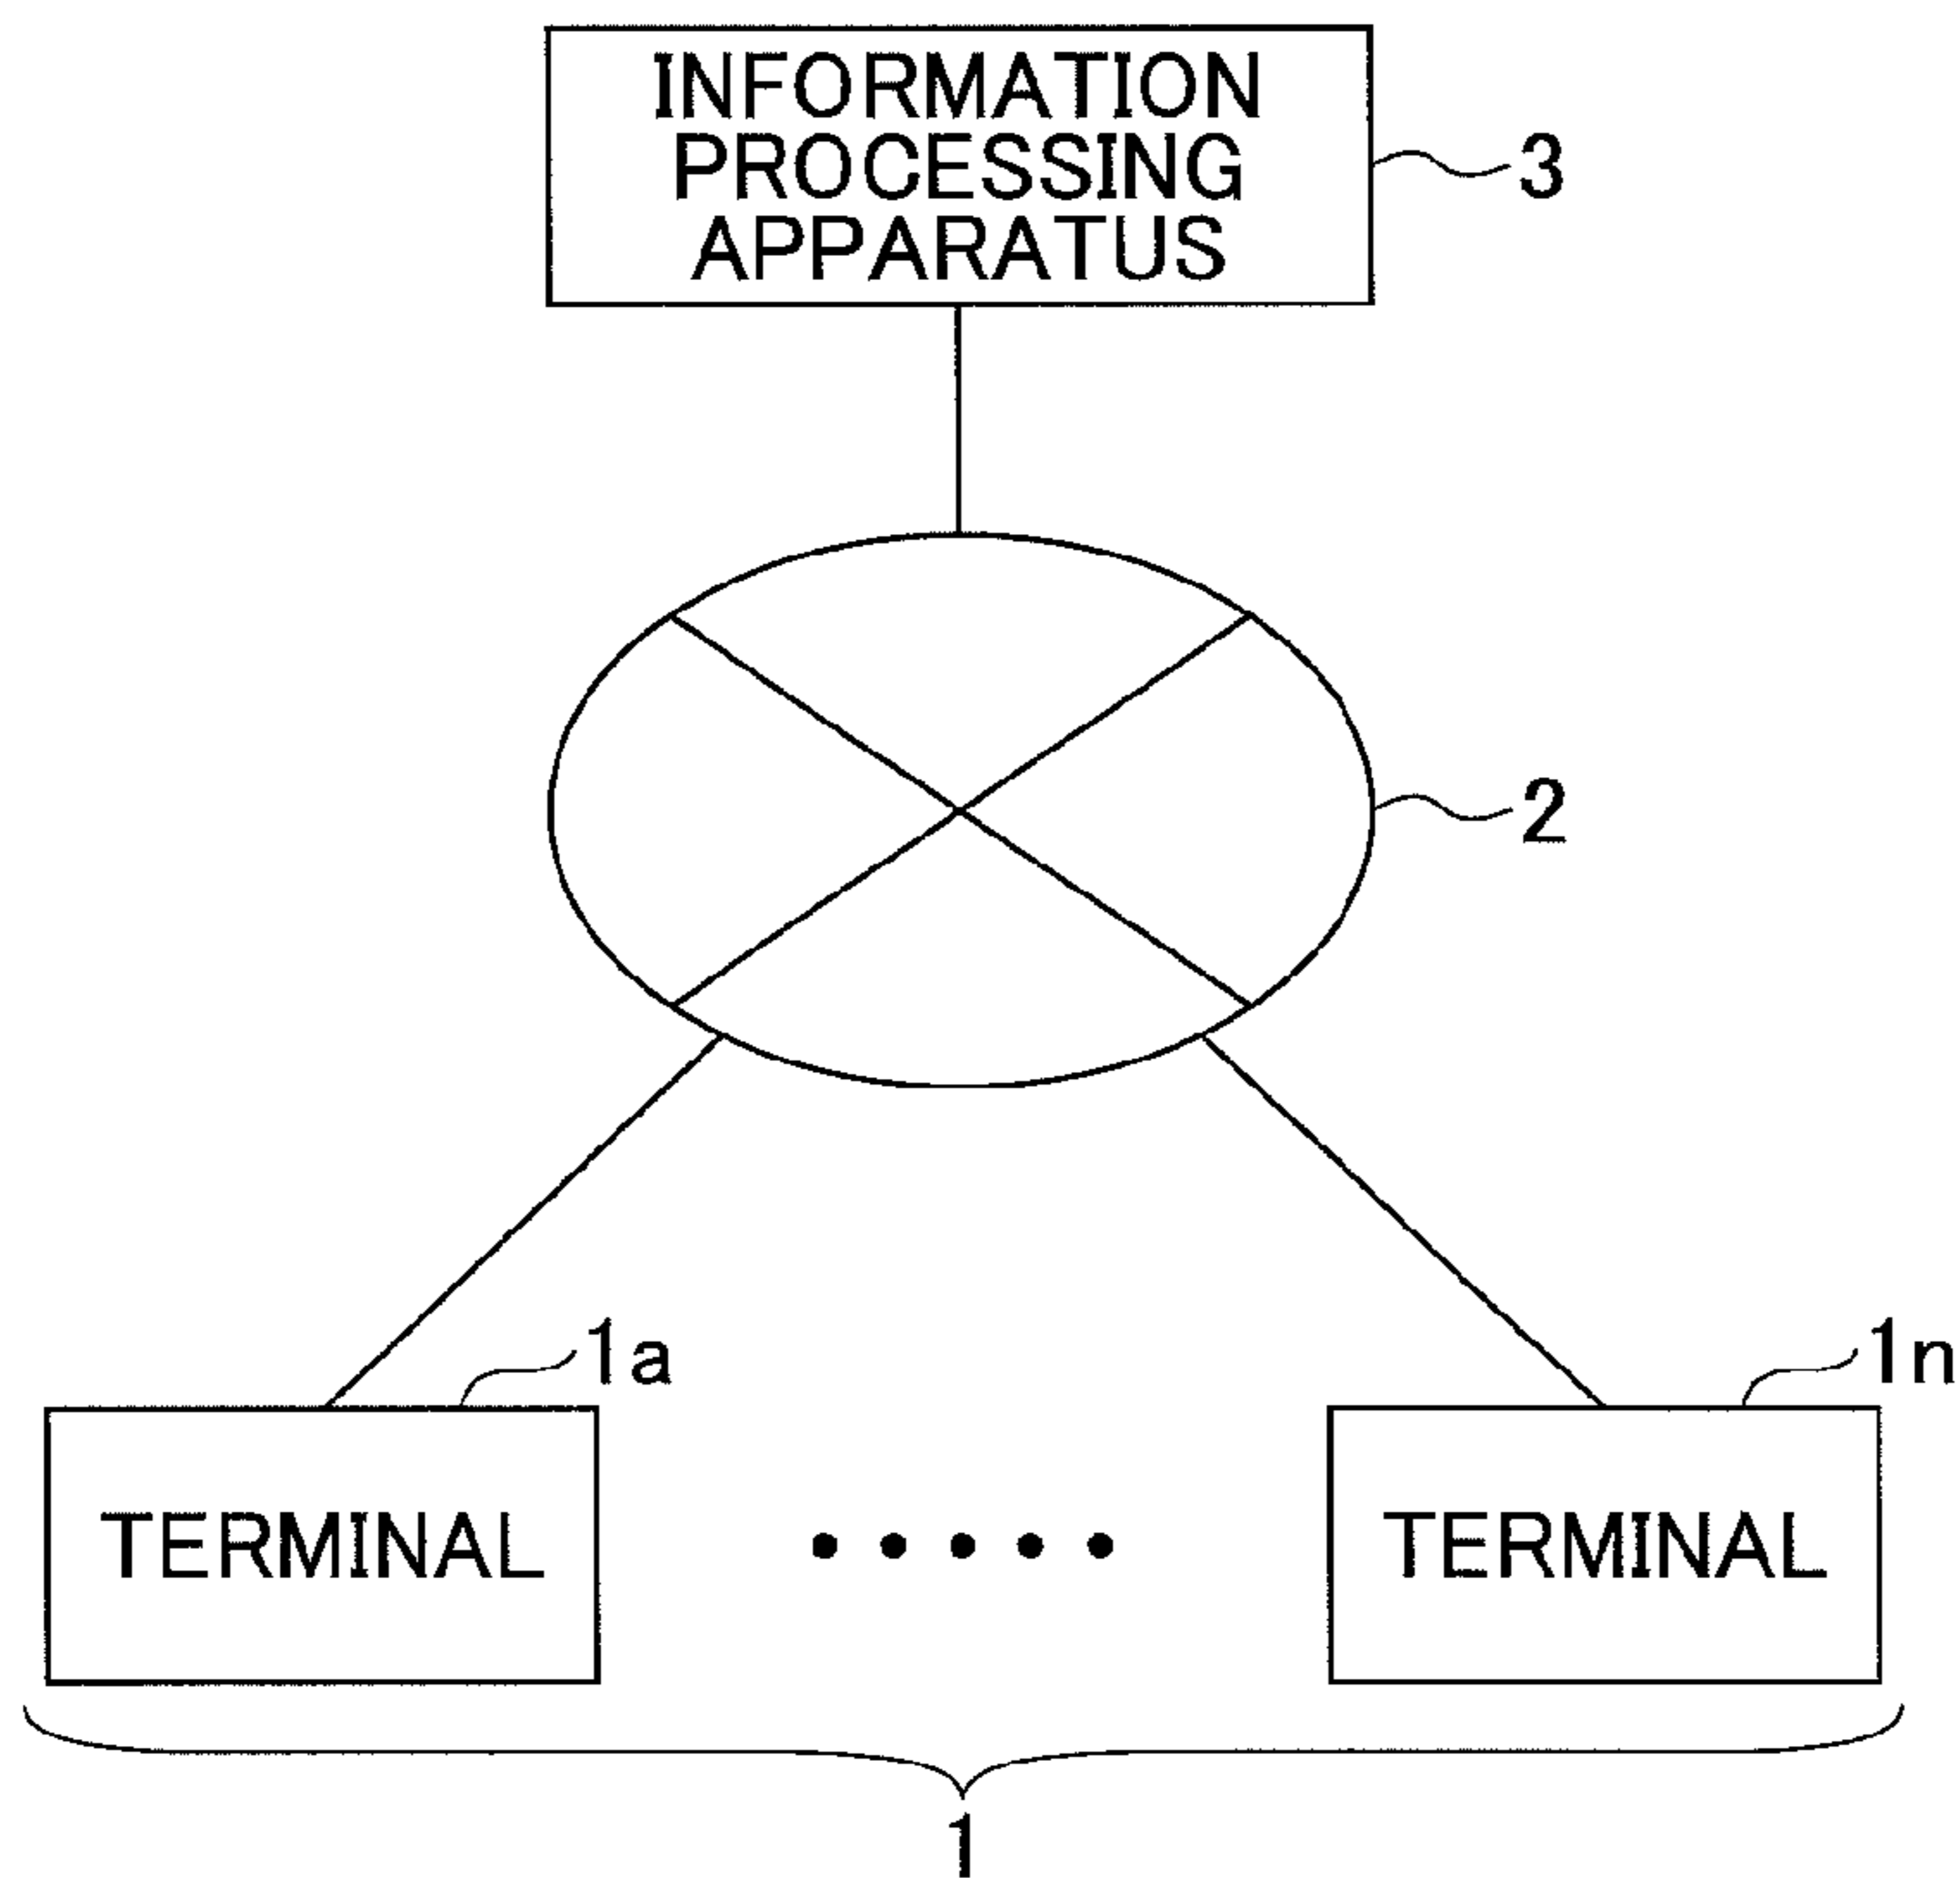 INFORMATION
PROCESSING
APPARATUS
3
2
1a
1n
TERMINAL
TERMINAL
1